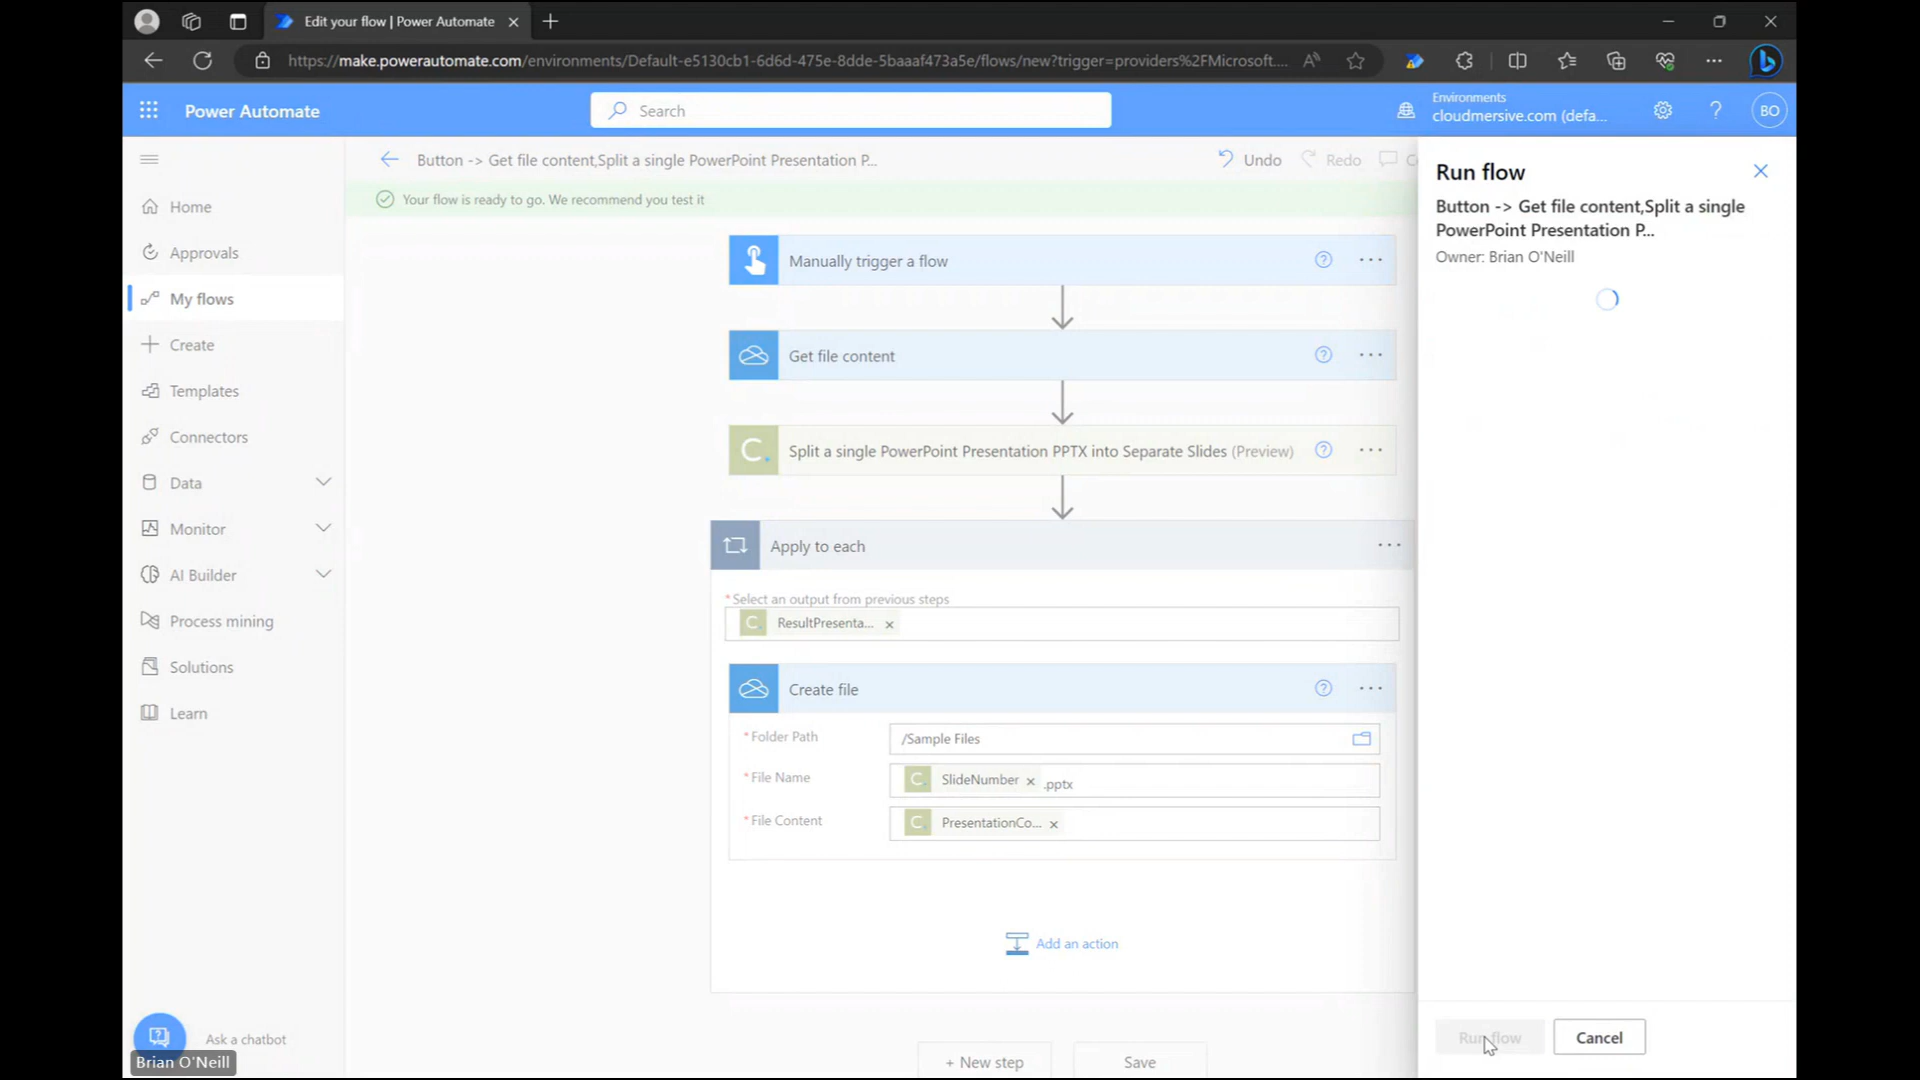 Edit your flow | Power Automate
https://make.powerautomate.com/environments/Default-e5130cb1-6d6d-475e-8dde-5baaaf473a5e/flows/new?trigger=providers%2FMicrosoft....
Power Automate
Search
Environments
cloudmersive.com (defa...
BO
Button -> Get file content,Split a single PowerPoint Presentation P...
Undo
Redo
Your flow is ready to go. We recommend you test it
Home
Approvals
My flows
Create
Templates
Connectors
Data
Monitor
AI Builder
Process mining
Solutions
Learn
Ask a chatbot
Brian O'Neill
Manually trigger a flow
Get file content
Split a single PowerPoint Presentation PPTX into Separate Slides (Preview)
Apply to each
*Select an output from previous steps
ResultPresenta...
Create file
*Folder Path
/Sample Files
*File Name
SlideNumber .pptx
*File Content
PresentationCo...
Add an action
+ New step
Save
Run flow
Button -> Get file content,Split a single
PowerPoint Presentation P...
Owner: Brian O'Neill
Run flow
Cancel